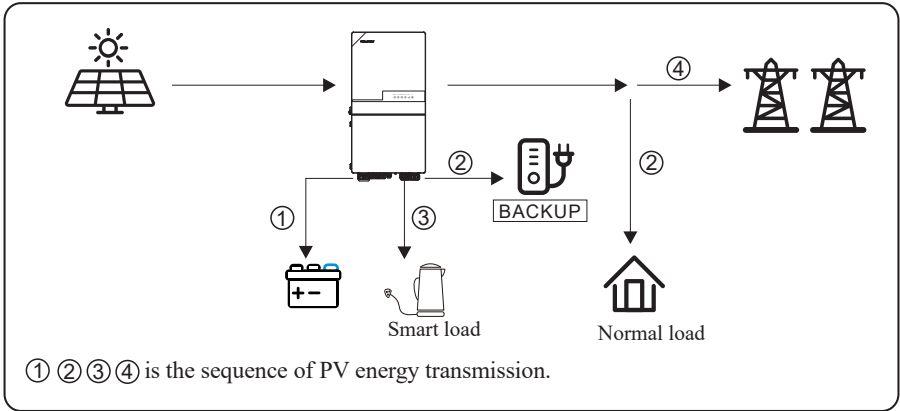 ④
② ②
BACKUP
① ③
+ −
Smart load
Normal load
① ② ③ ④ is the sequence of PV energy transmission.